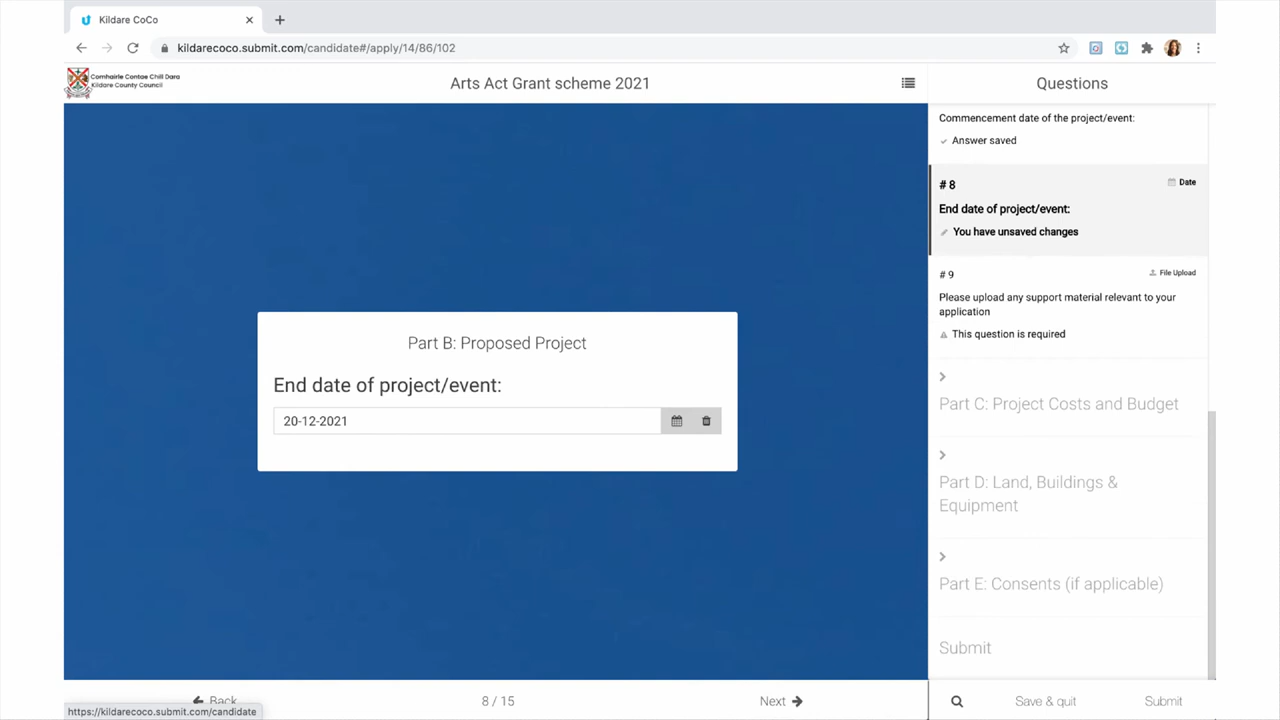 Kildare CoCo
kildarecoco.submit.com/candidate#/apply/14/86/102
Comhairle Contae Chill Dara
Kildare County Council
Arts Act Grant scheme 2021
Questions
Commencement date of the project/event:
Answer saved
# 8
Date
End date of project/event:
You have unsaved changes
# 9
File Upload
Please upload any support material relevant to your
application
This question is required
Part B: Proposed Project
End date of project/event:
20-12-2021
Part C: Project Costs and Budget
Part D: Land, Buildings &
Equipment
Part E: Consents (if applicable)
Submit
Back
8 / 15
Next
Save & quit
Submit
https://kildarecoco.submit.com/candidate